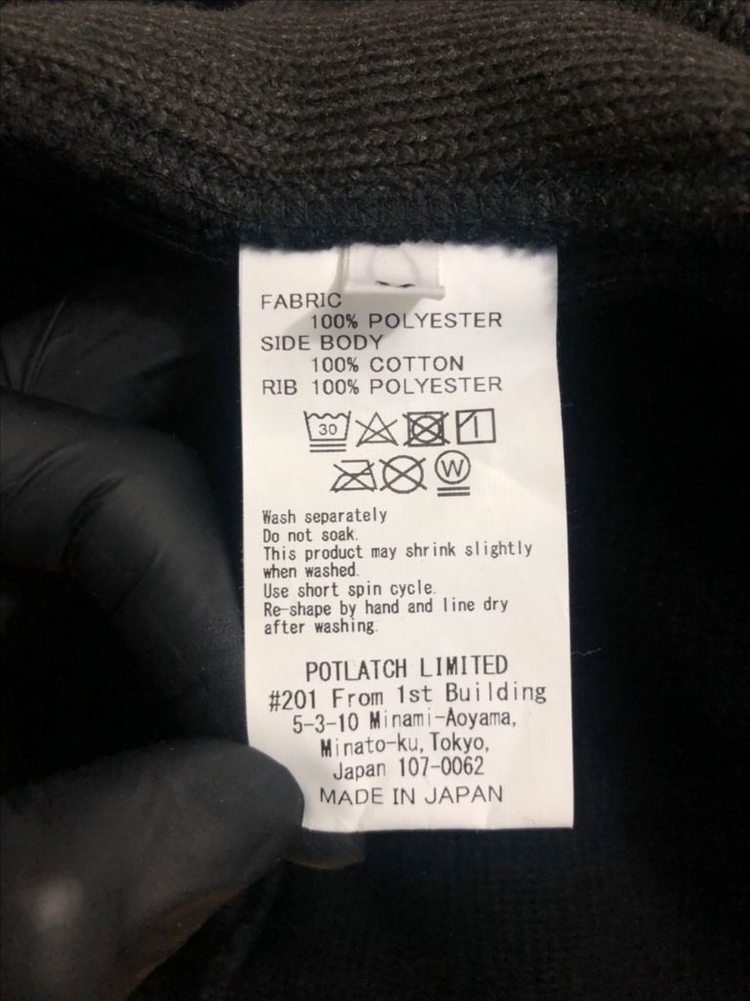 FABRIC
100% POLYESTER
SIDE BODY
100% COTTON
RIB 100% POLYESTER
30
W
Wash separately
Do not soak.
This product may shrink slightly
when washed.
Use short spin cycle.
Re-shape by hand and line dry
after washing.
POTLATCH LIMITED
#201 From 1st Building
5-3-10 Minami-Aoyama,
Minato-ku, Tokyo,
Japan 107-0062
MADE IN JAPAN